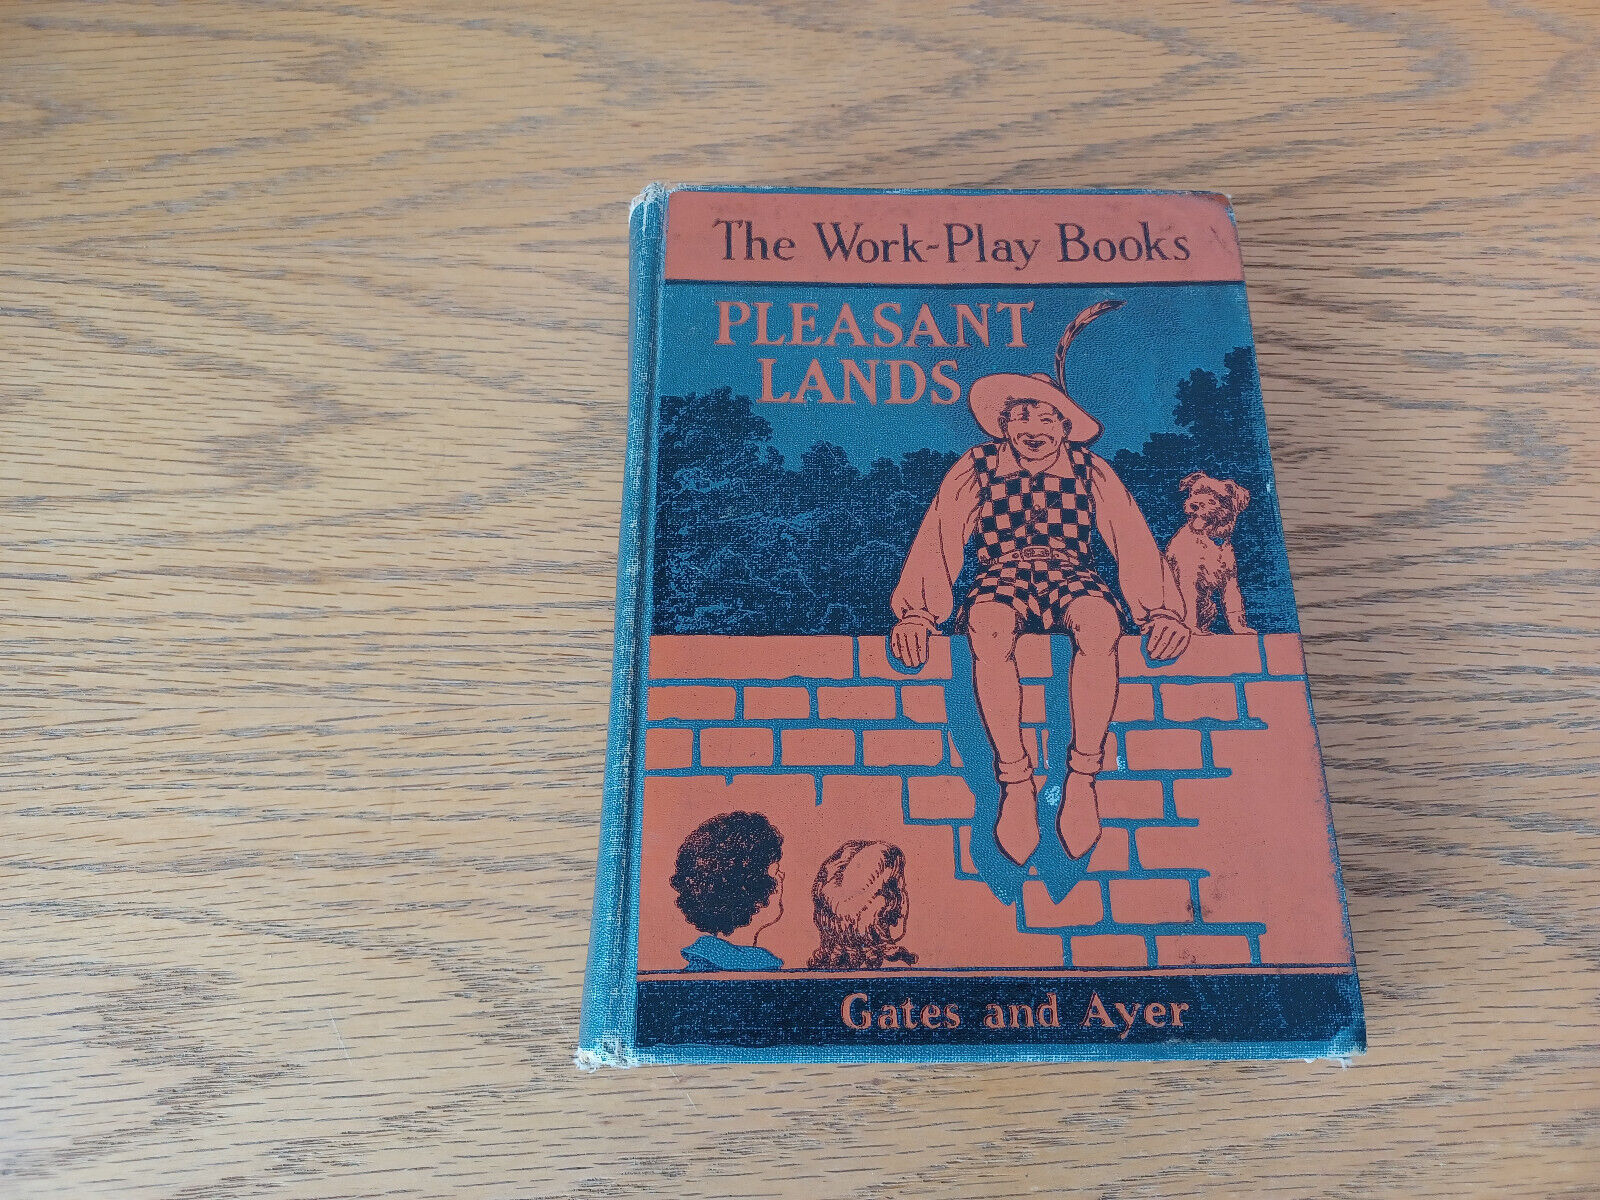 The Work-Play Books
PLEASANT
LANDS
Gates and Ayer